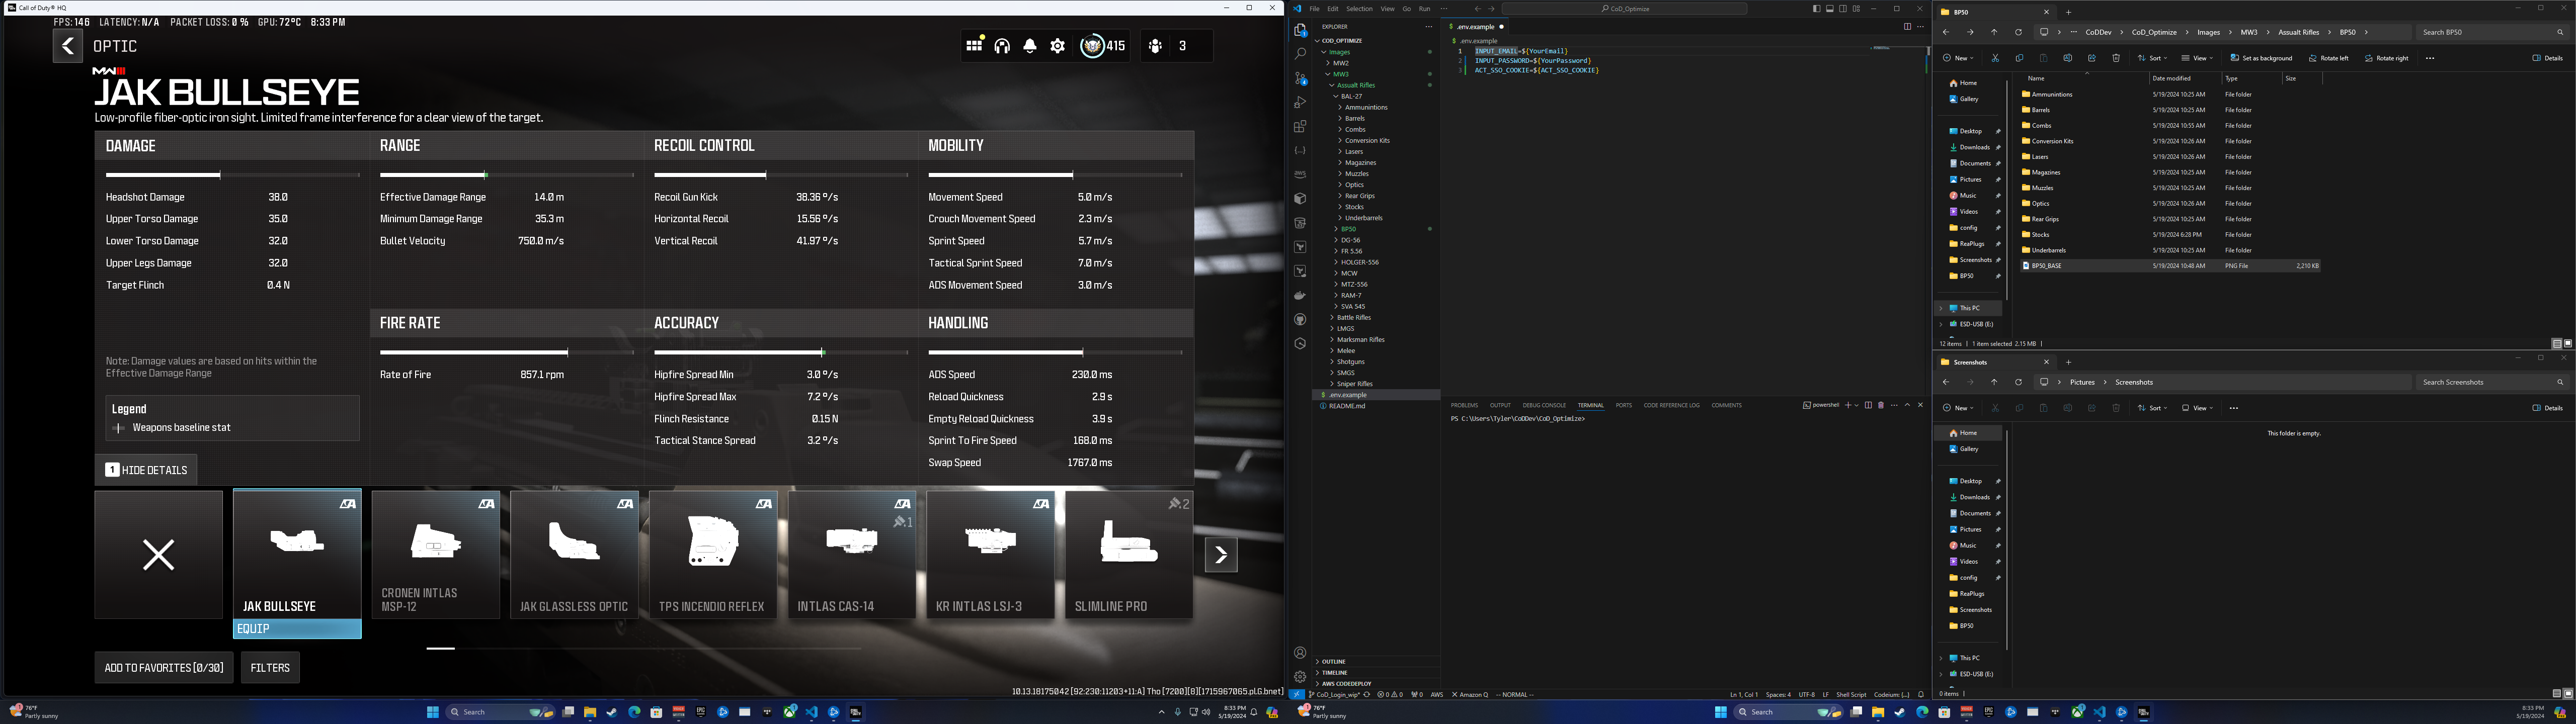 Call of Duty® HQ
FPS: 146 LATENCY: N/A PACKET LOSS: 0 % GPU: 72°C 8:33 PM
OPTIC
415
3
MWIII
JAK BULLSEYE
Low-profile fiber-optic iron sight. Limited frame interference for a clear view of the target.
DAMAGE
Headshot Damage 38.0
Upper Torso Damage 35.0
Lower Torso Damage 32.0
Upper Legs Damage 32.0
Target Flinch 0.4 N
Note: Damage values are based on hits within the
Effective Damage Range
Legend
Weapons baseline stat
1 HIDE DETAILS
RANGE
Effective Damage Range 14.0 m
Minimum Damage Range 35.3 m
Bullet Velocity 750.0 m/s
RECOIL CONTROL
Recoil Gun Kick 38.36 º/s
Horizontal Recoil 15.56 º/s
Vertical Recoil 41.97 º/s
MOBILITY
Movement Speed 5.0 m/s
Crouch Movement Speed 2.3 m/s
Sprint Speed 5.7 m/s
Tactical Sprint Speed 7.0 m/s
ADS Movement Speed 3.0 m/s
FIRE RATE
Rate of Fire 857.1 rpm
ACCURACY
Hipfire Spread Min 3.0 º/s
Hipfire Spread Max 7.2 º/s
Flinch Resistance 0.15 N
Tactical Stance Spread 3.2 º/s
HANDLING
ADS Speed 230.0 ms
Reload Quickness 2.9 s
Empty Reload Quickness 3.9 s
Sprint To Fire Speed 168.0 ms
Swap Speed 1767.0 ms
JAK BULLSEYE
EQUIP
CRONEN INTLAS
MSP-12
JAK GLASSLESS OPTIC
TPS INCENDIO REFLEX
.1
INTLAS CAS-14
KR INTLAS LSJ-3
.2
SLIMLINE PRO
ADD TO FAVORITES [0/30]
FILTERS
10.13.18175042 [92:230:11203+11:A] Tho [7200][8][1715967065.pl.G.bnet]
76°F
Partly sunny
Search
8:33 PM
5/19/2024
File Edit Selection View Go Run ···
CoD_Optimize
EXPLORER
COD_OPTIMIZE
Images
MW2
MW3
Assualt Rifles
BAL-27
Ammunintions
Barrels
Combs
Conversion Kits
Lasers
Magazines
Muzzles
Optics
Rear Grips
Stocks
Underbarrels
BP50
DG-56
FR 5.56
HOLGER-556
MCW
MTZ-556
RAM-7
SVA 545
Battle Rifles
LMGS
Marksman Rifles
Melee
Shotguns
SMGS
Sniper Rifles
$ .env.example
README.md
OUTLINE
TIMELINE
AWS CODEDEPLOY
$ .env.example
$ .env.example
1 INPUT_EMAIL=${YourEmail}
2 INPUT_PASSWORD=${YourPassword}
3 ACT_SSO_COOKIE=${ACT_SSO_COOKIE}
PROBLEMS OUTPUT DEBUG CONSOLE TERMINAL PORTS CODE REFERENCE LOG COMMENTS
powershell
PS C:\Users\Tyler\CoDDev\CoD_Optimize>
CoD_Login_wip* 0 0 0 AWS Amazon Q -- NORMAL --
Ln 1, Col 1 Spaces: 4 UTF-8 LF Shell Script Codeium: {...}
76°F
Partly sunny
Search
8:33 PM
5/19/2024
BP50
··· CoDDev > CoD_Optimize > Images > MW3 > Assualt Rifles > BP50 >
Search BP50
New Sort View Set as background Rotate left Rotate right ··· Details
Home
Gallery
Desktop
Downloads
Documents
Pictures
Music
Videos
config
ReaPlugs
Screenshots
BP50
This PC
ESD-USB (E:)
Name Date modified Type Size
Ammunintions 5/19/2024 10:25 AM File folder
Barrels 5/19/2024 10:25 AM File folder
Combs 5/19/2024 10:55 AM File folder
Conversion Kits 5/19/2024 10:26 AM File folder
Lasers 5/19/2024 10:26 AM File folder
Magazines 5/19/2024 10:25 AM File folder
Muzzles 5/19/2024 10:25 AM File folder
Optics 5/19/2024 10:26 AM File folder
Rear Grips 5/19/2024 10:25 AM File folder
Stocks 5/19/2024 6:28 PM File folder
Underbarrels 5/19/2024 10:25 AM File folder
BP50_BASE 5/19/2024 10:48 AM PNG File 2,210 KB
12 items 1 item selected 2.15 MB
Screenshots
Pictures > Screenshots
Search Screenshots
New Sort View ··· Details
Home
Gallery
Desktop
Downloads
Documents
Pictures
Music
Videos
config
ReaPlugs
Screenshots
BP50
This PC
ESD-USB (E:)
This folder is empty.
0 items